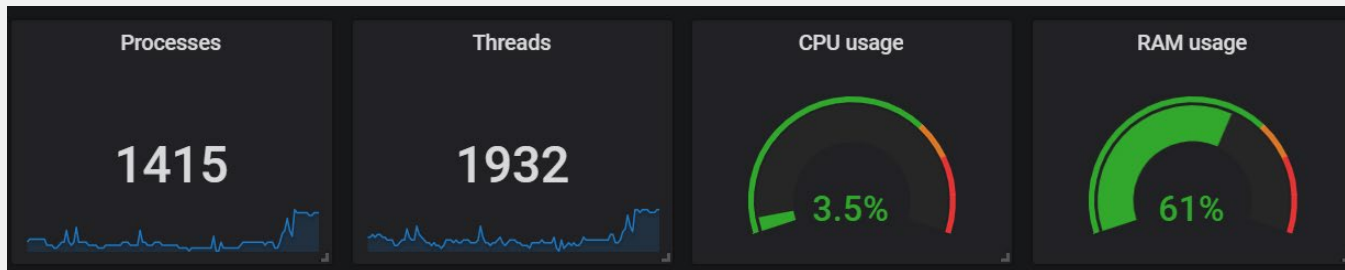 Processes
1415
Threads
1932
CPU usage
3.5%
RAM usage
61%